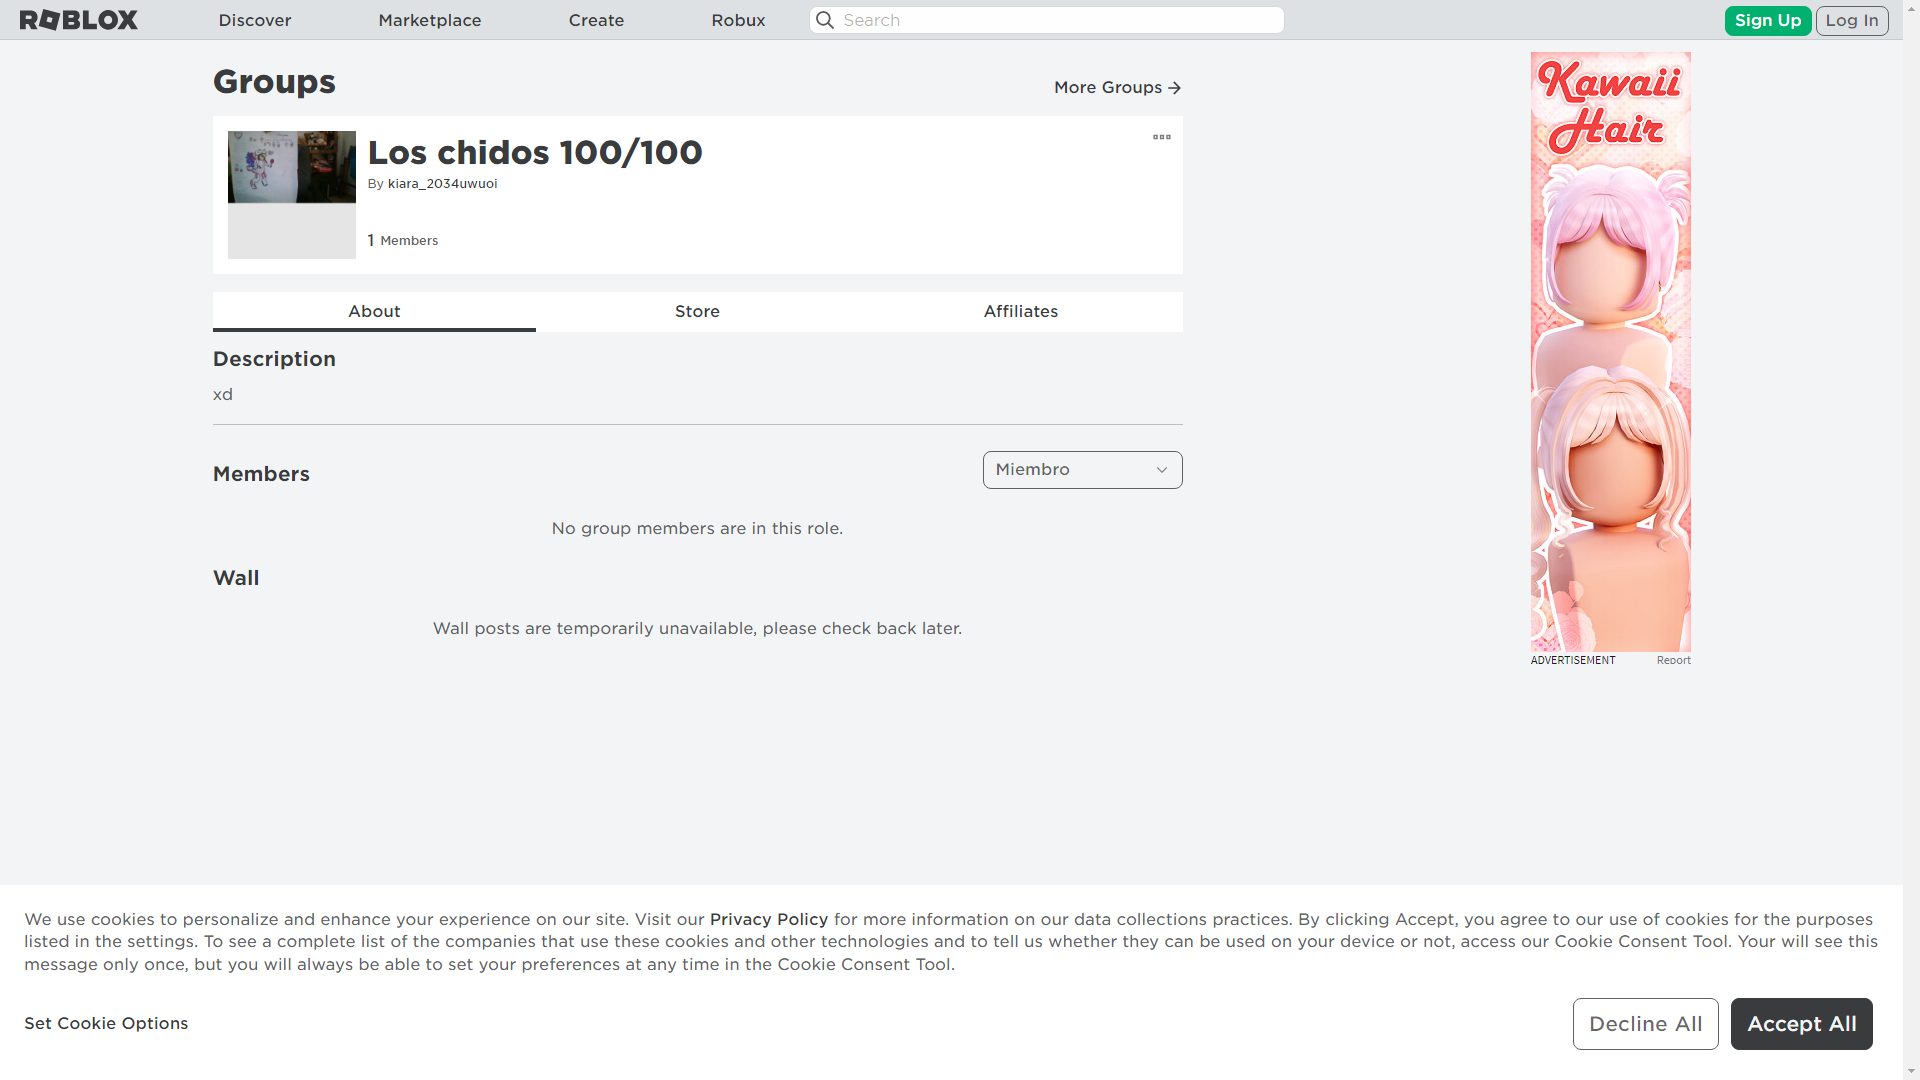 ROBLOX
Discover
Marketplace
Create
Robux
Search
Sign Up
Log In
Groups
More Groups
Los chidos 100/100
By kiara_2034uwuoi
1 Members
About
Store
Affiliates
Description
xd
Members
Miembro
No group members are in this role.
Wall
Wall posts are temporarily unavailable, please check back later.
Kawaii
Hair
ADVERTISEMENT
Report
We use cookies to personalize and enhance your experience on our site. Visit our Privacy Policy for more information on our data collections practices. By clicking Accept, you agree to our use of cookies for the purposes
listed in the settings. To see a complete list of the companies that use these cookies and other technologies and to tell us whether they can be used on your device or not, access our Cookie Consent Tool. Your will see this
message only once, but you will always be able to set your preferences at any time in the Cookie Consent Tool.
Set Cookie Options
Decline All
Accept All